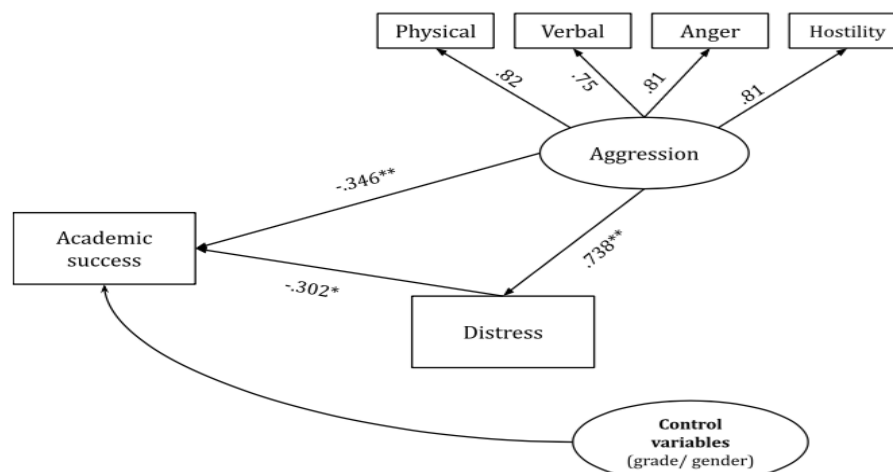 Physical
Verbal
Anger
Hostility
.82
.75
.81
.81
Aggression
-.346**
.738**
Academic
success
-.302*
Distress
Control
variables
(grade/ gender)